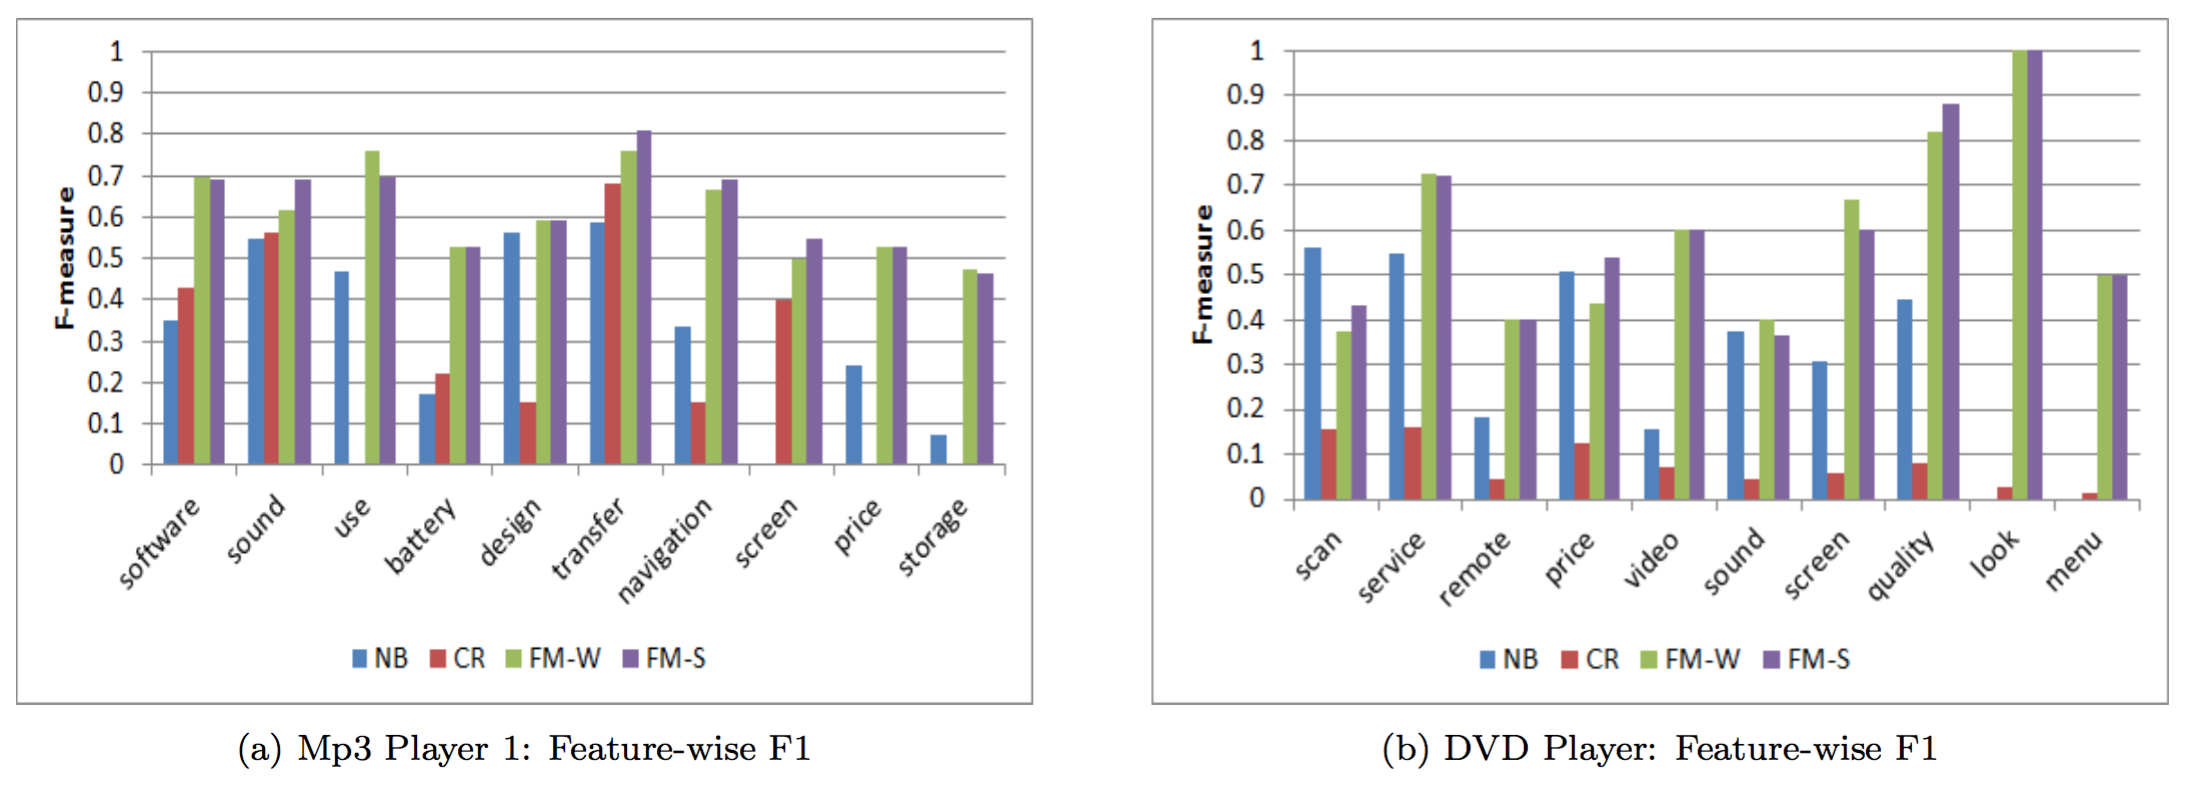 1
0.9
0.8
0.7
0.6
0.5
0.4
0.3
0.2
0.1
0
F-measure
software
sound
use
battery
design
transfer
navigation
screen
price
storage
NB CR FM-W FM-S
(a) Mp3 Player 1: Feature-wise F1
1
0.9
0.8
0.7
0.6
0.5
0.4
0.3
0.2
0.1
0
F-measure
scan
service
remote
price
video
sound
screen
quality
look
menu
NB CR FM-W FM-S
(b) DVD Player: Feature-wise F1